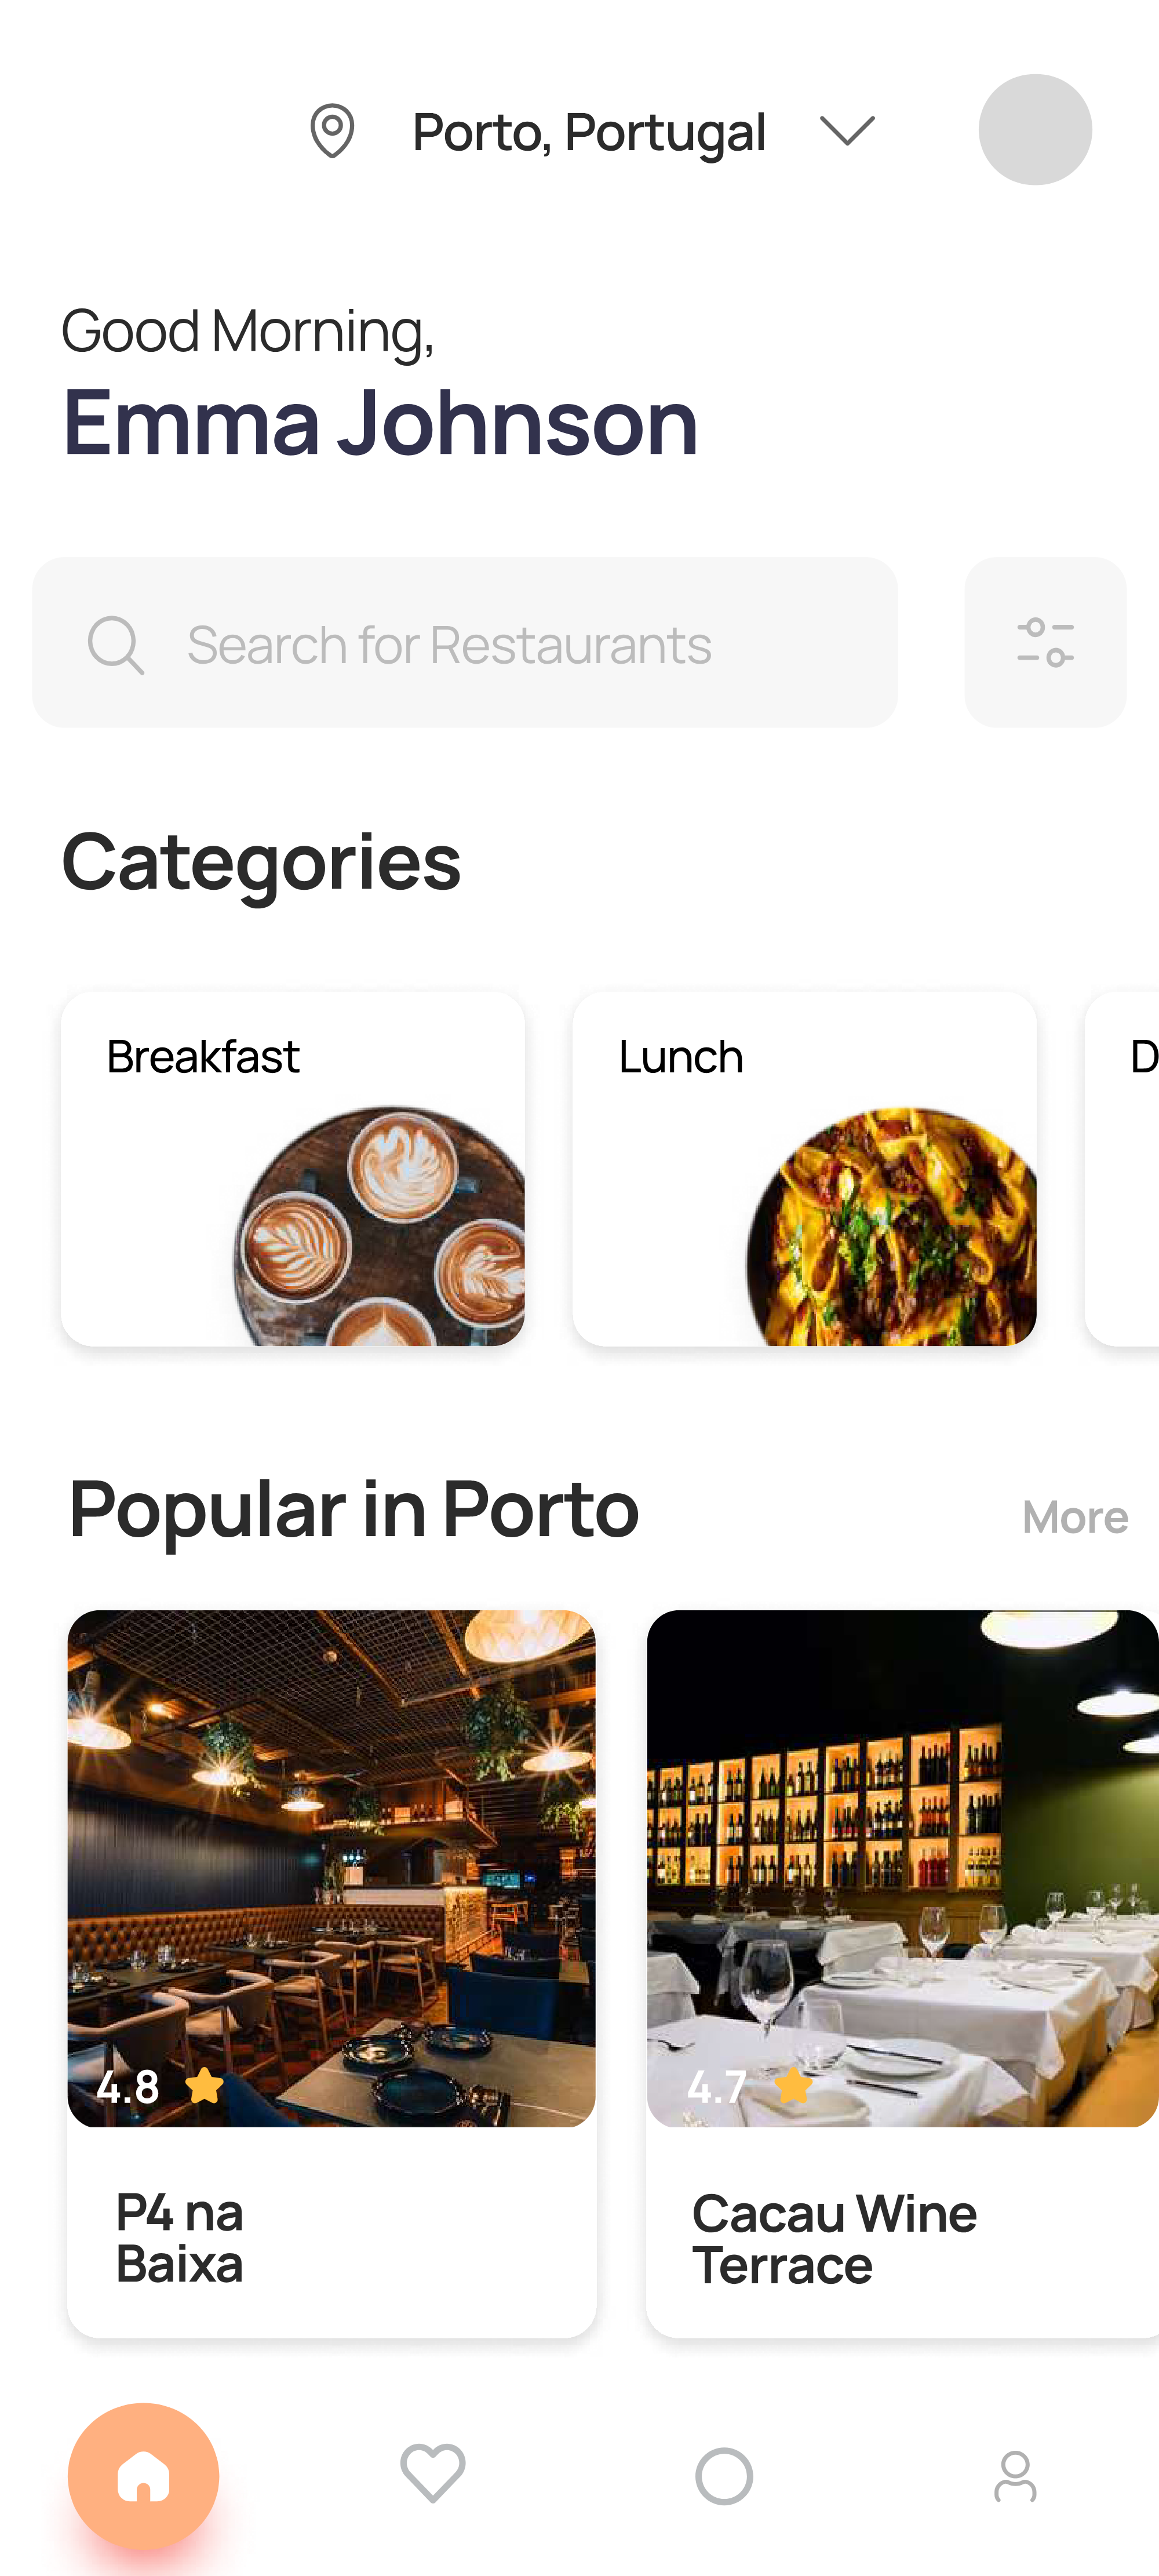 Porto, Portugal
Good Morning,
Emma Johnson
Search for Restaurants
Categories
Breakfast
Lunch
D
Popular in Porto
More
4.8
4.7
P4 na
Baixa
Cacau Wine
Terrace